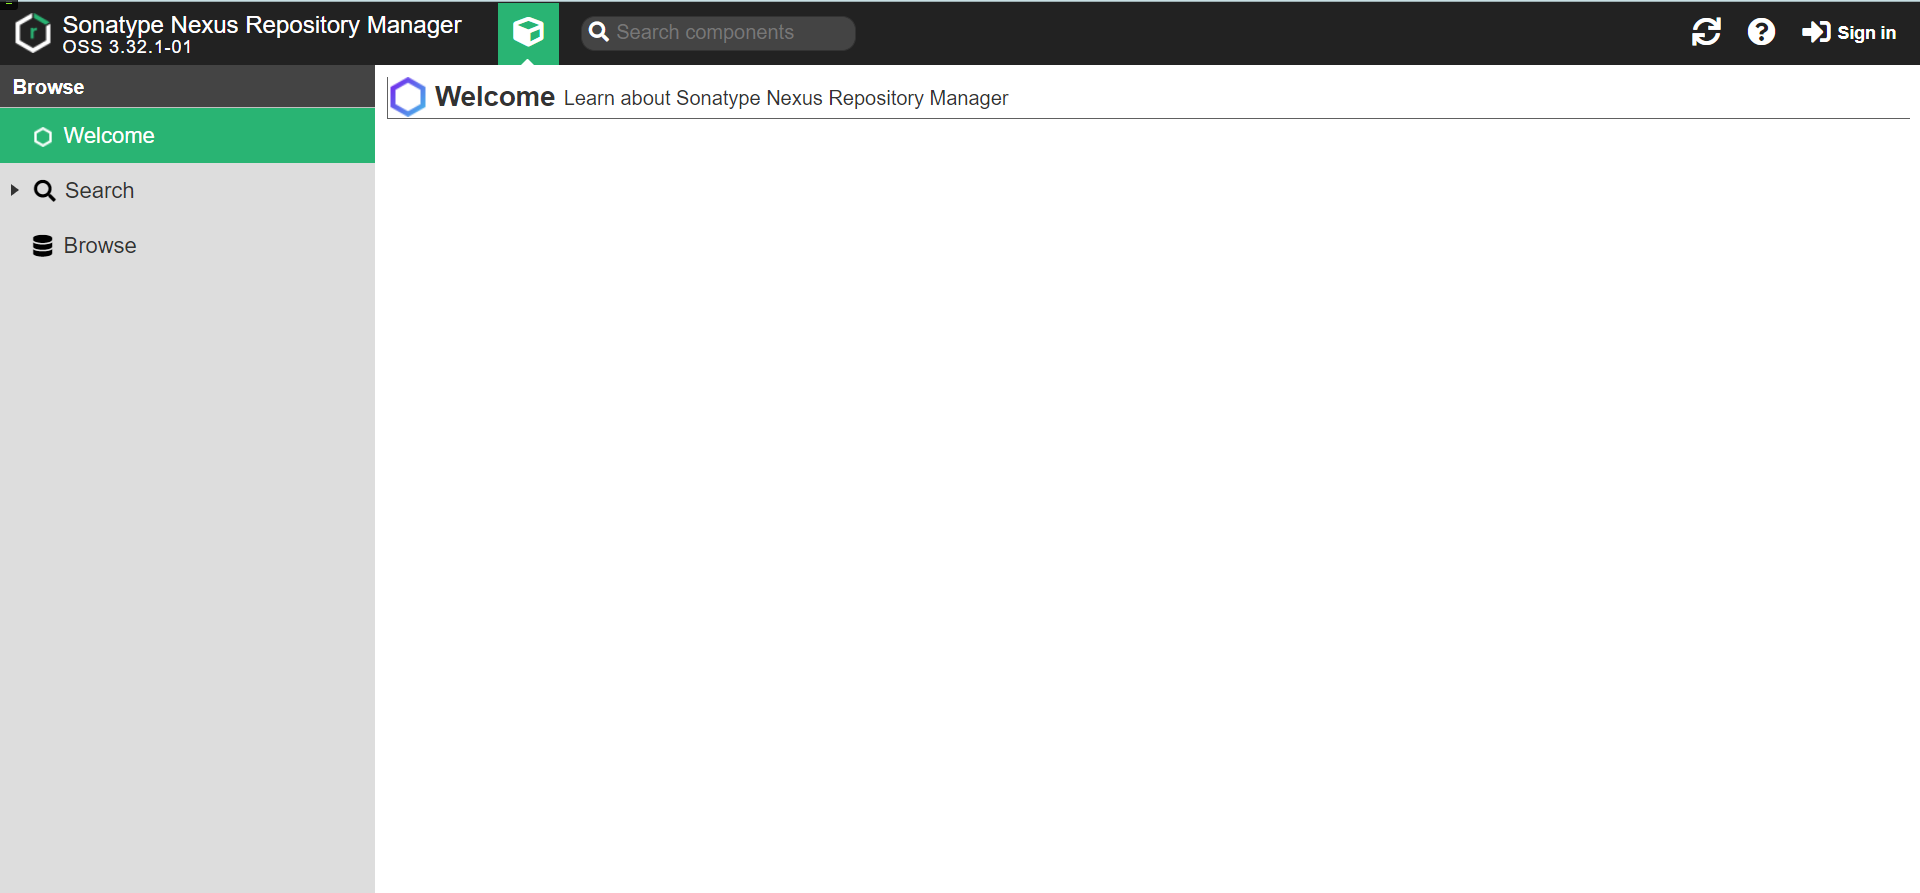 Sonatype Nexus Repository Manager
OSS 3.32.1-01
Search components
Sign in
Browse
Welcome
Search
Browse
Welcome Learn about Sonatype Nexus Repository Manager